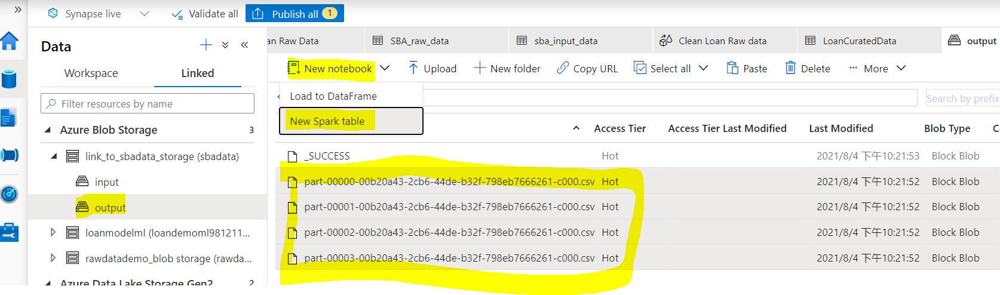 »
Synapse live
Validate all
Publish all 1
Data
Workspace
Linked
Filter resources by name
Azure Blob Storage 3
link_to_sbadata_storage (sbadata)
input
output
loanmodelml (loandemoml981211...
rawdatademo_blob storage (rawda...
Azure Data Lake Storage Gen2 2
an Raw Data
SBA_raw_data
sba_input_data
Clean Loan Raw data
LoanCuratedData
output
New notebook
Upload
New folder
Copy URL
Select all
Paste
Delete
More
Load to DataFrame
New Spark table
Search by prefix
Access Tier Access Tier Last Modified Last Modified Blob Type
_SUCCESS Hot 2021/8/4 下午10:21:53 Block Blob
part-00000-00b20a43-2cb6-44de-b32f-798eb7666261-c000.csv Hot 2021/8/4 下午10:21:52 Block Blob
part-00001-00b20a43-2cb6-44de-b32f-798eb7666261-c000.csv Hot 2021/8/4 下午10:21:52 Block Blob
part-00002-00b20a43-2cb6-44de-b32f-798eb7666261-c000.csv Hot 2021/8/4 下午10:21:52 Block Blob
part-00003-00b20a43-2cb6-44de-b32f-798eb7666261-c000.csv Hot 2021/8/4 下午10:21:52 Block Blob